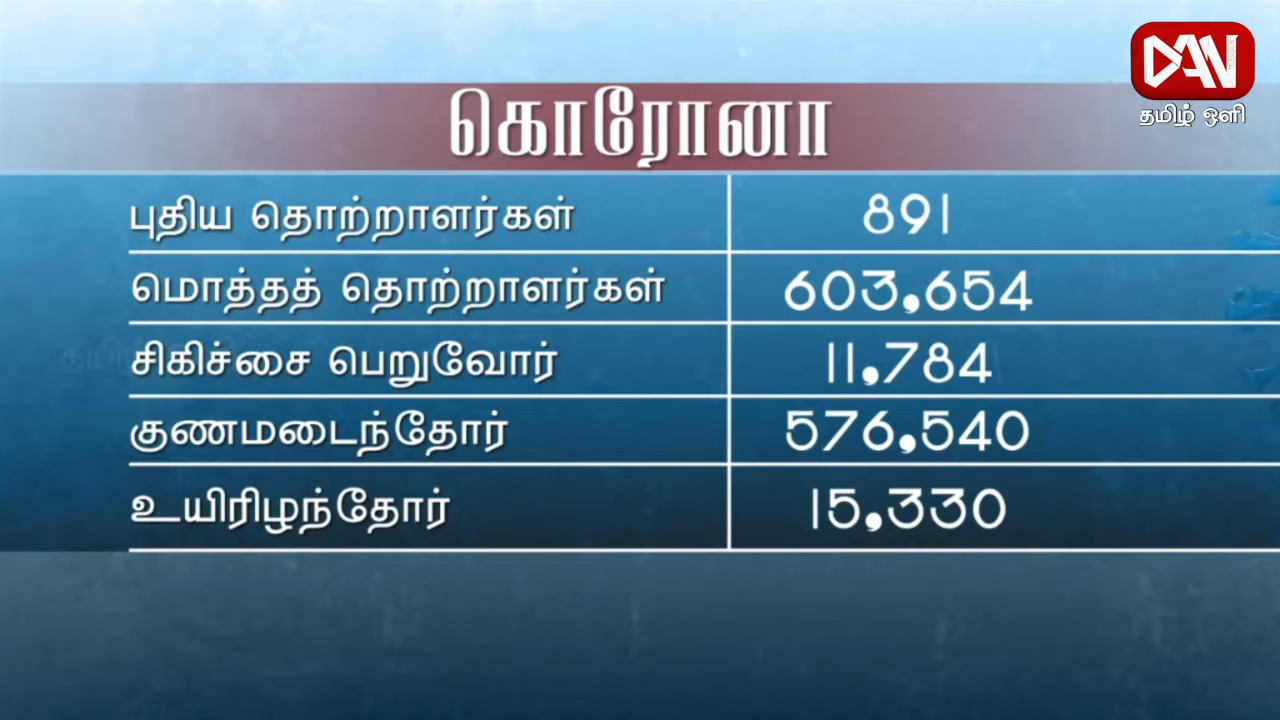 DAN
தமிழ் ஒளி
கொரோனா
புதிய தொற்றாளர்கள் 891
மொத்தத் தொற்றாளர்கள் 603,654
சிகிச்சை பெறுவோர் 11,784
குணமடைந்தோர் 576,540
உயிரிழந்தோர் 15,330